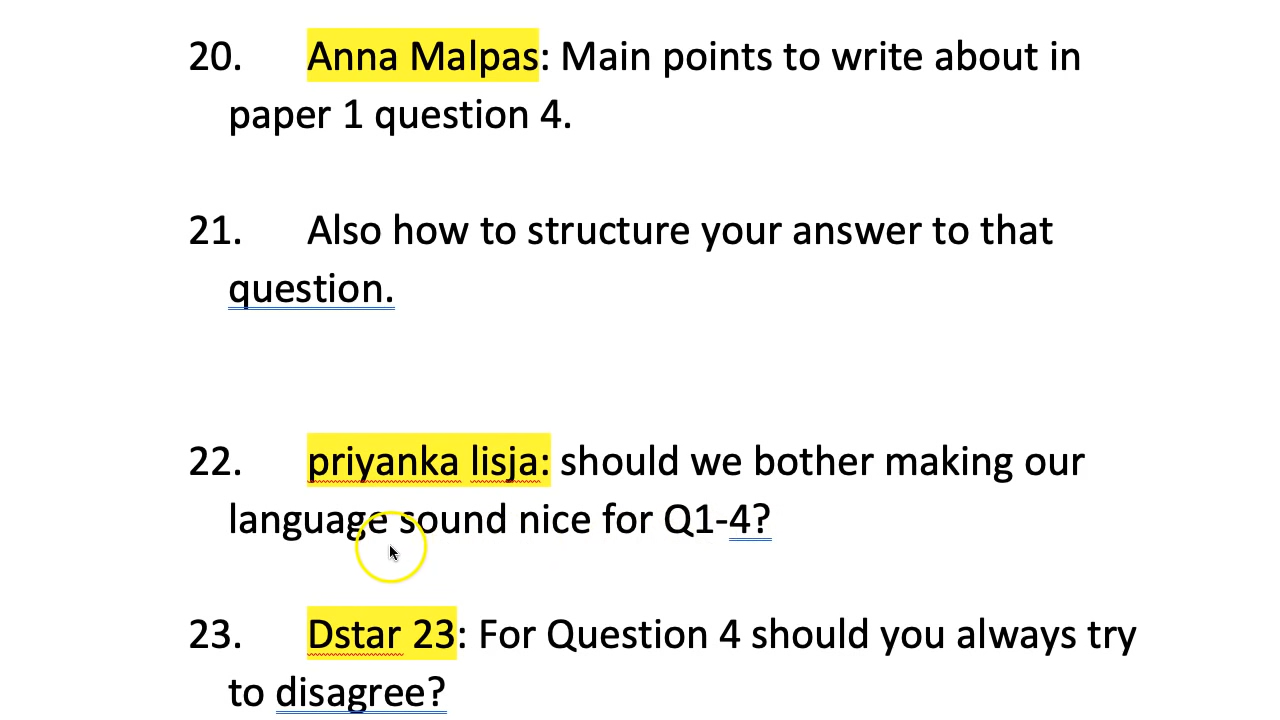 20. Anna Malpas: Main points to write about in
paper 1 question 4.
21. Also how to structure your answer to that
question.
22. priyanka lisja: should we bother making our
language sound nice for Q1-4?
23. Dstar 23: For Question 4 should you always try
to disagree?